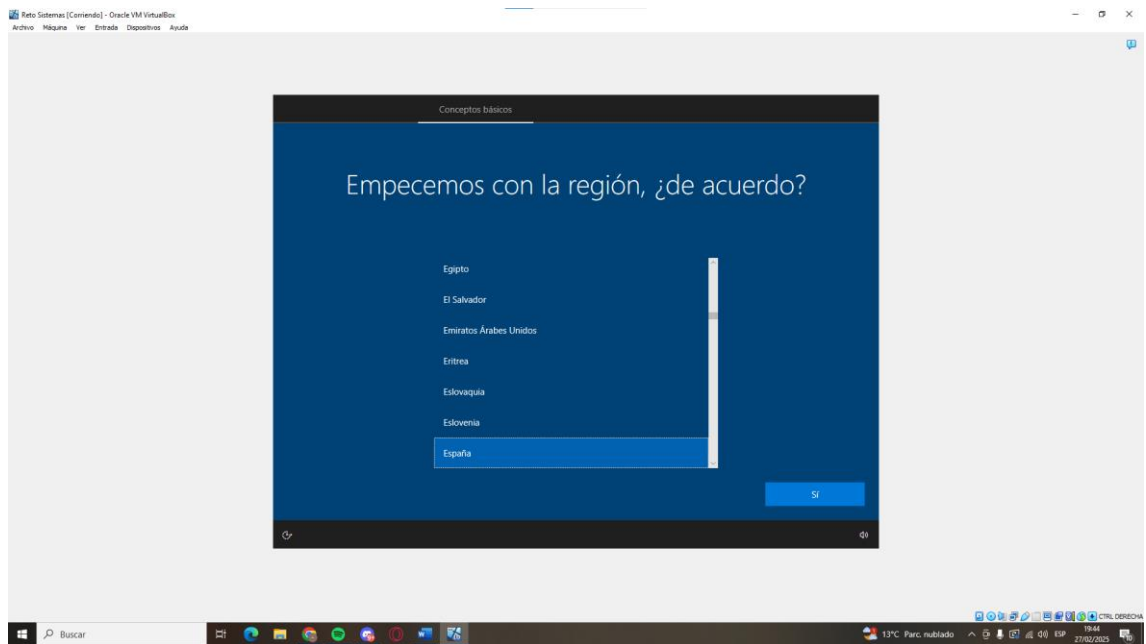 Reto Sistemas [Corriendo] - Oracle VM VirtualBox
Archivo Máquina Ver Entrada Dispositivos Ayuda
Conceptos básicos
Empecemos con la región, ¿de acuerdo?
Egipto
El Salvador
Emiratos Árabes Unidos
Eritrea
Eslovaquia
Eslovenia
España
Sí
CTRL DERECHA
Buscar
13°C Parc. nublado
ESP
19:44
27/02/2025